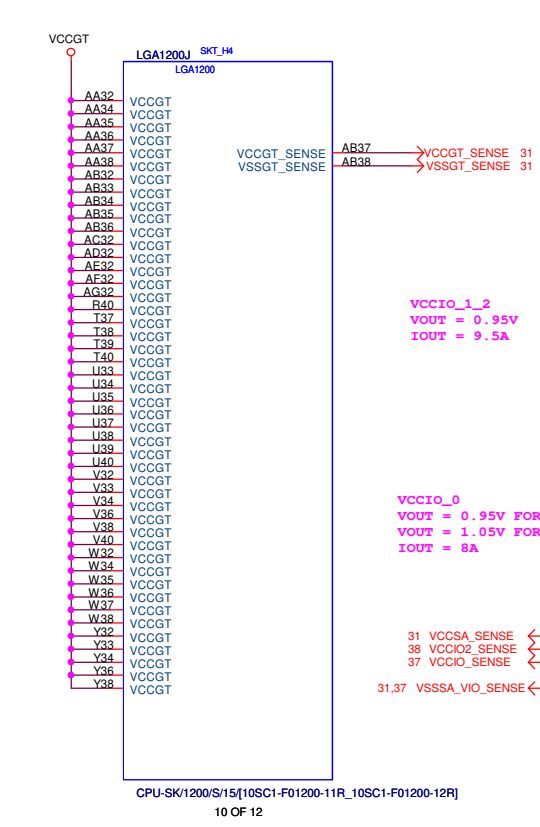 VCCGT
LGA1200J SKT_H4
LGA1200
AA32 VCCGT
AA34 VCCGT
AA35 VCCGT
AA36 VCCGT
AA37 VCCGT
AA38 VCCGT
AB32 VCCGT
AB33 VCCGT
AB34 VCCGT
AB35 VCCGT
AB36 VCCGT
AC32 VCCGT
AD32 VCCGT
AE32 VCCGT
AF32 VCCGT
AG32 VCCGT
R40 VCCGT
T37 VCCGT
T38 VCCGT
T39 VCCGT
T40 VCCGT
U33 VCCGT
U34 VCCGT
U35 VCCGT
U36 VCCGT
U37 VCCGT
U38 VCCGT
U39 VCCGT
U40 VCCGT
V32 VCCGT
V33 VCCGT
V34 VCCGT
V36 VCCGT
V38 VCCGT
V40 VCCGT
W32 VCCGT
W34 VCCGT
W35 VCCGT
W36 VCCGT
W37 VCCGT
W38 VCCGT
Y32 VCCGT
Y33 VCCGT
Y34 VCCGT
Y36 VCCGT
Y38 VCCGT
VCCGT_SENSE AB37 VCCGT_SENSE 31
VSSGT_SENSE AB38 VSSGT_SENSE 31
VCCIO_1_2
VOUT = 0.95V
IOUT = 9.5A
VCCIO_0
VOUT = 0.95V FOR
VOUT = 1.05V FOR
IOUT = 8A
31 VCCSA_SENSE
38 VCCIO2_SENSE
37 VCCIO_SENSE
31,37 VSSSA_VIO_SENSE
CPU-SK/1200/S/15/[10SC1-F01200-11R_10SC1-F01200-12R]
10 OF 12